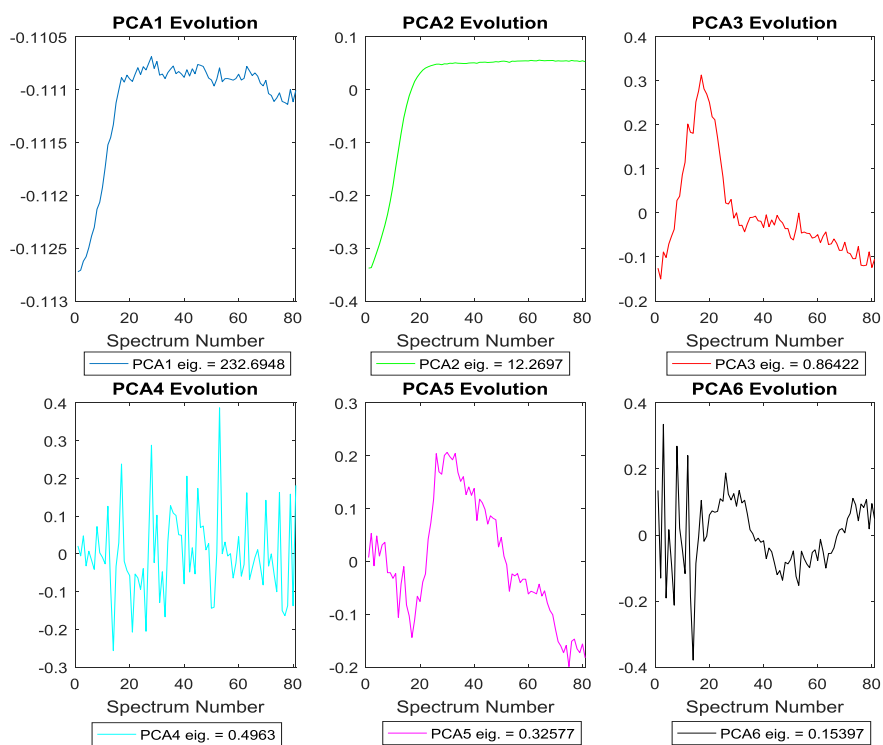 PCA1 Evolution
-0.1105
-0.111
-0.1115
-0.112
-0.1125
-0.113
0 20 40 60 80
Spectrum Number
PCA1 eig. = 232.6948
PCA2 Evolution
0.1
0
-0.1
-0.2
-0.3
-0.4
0 20 40 60 80
Spectrum Number
PCA2 eig. = 12.2697
PCA3 Evolution
0.4
0.3
0.2
0.1
0
-0.1
-0.2
0 20 40 60 80
Spectrum Number
PCA3 eig. = 0.86422
PCA4 Evolution
0.4
0.3
0.2
0.1
0
-0.1
-0.2
-0.3
0 20 40 60 80
Spectrum Number
PCA4 eig. = 0.4963
PCA5 Evolution
0.3
0.2
0.1
0
-0.1
-0.2
0 20 40 60 80
Spectrum Number
PCA5 eig. = 0.32577
PCA6 Evolution
0.4
0.2
0
-0.2
-0.4
0 20 40 60 80
Spectrum Number
PCA6 eig. = 0.15397